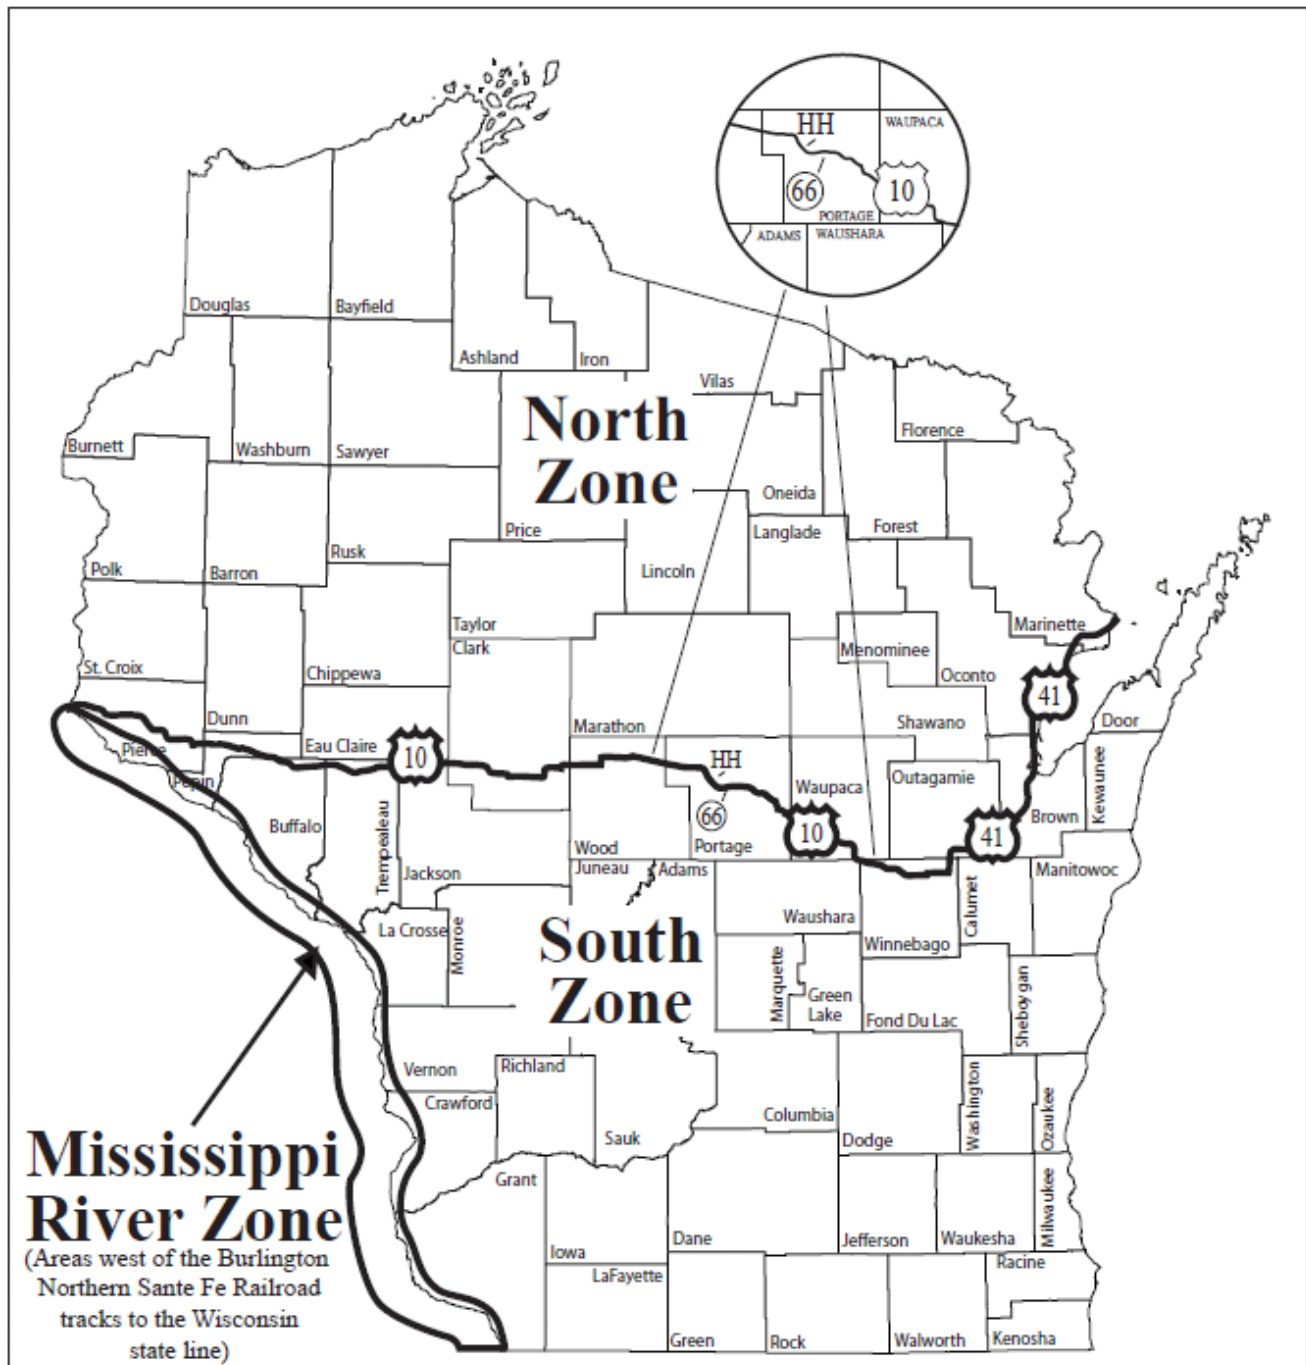 HH
WAUPACA
66
10
PORTAGE
ADAMS
WAUSHARA
Douglas
Bayfield
Ashland
Iron
Vilas
North
Zone
Florence
Burnett
Washburn
Sawyer
Oneida
Price
Langlade
Forest
Polk
Barron
Rusk
Lincoln
Taylor
Clark
Marinette
Menominee
St. Croix
Chippewa
Oconto
41
Dunn
Marathon
Shawano
Door
Pierce
Eau Claire
10
HH
Pepin
Waupaca
Outagamie
Kewaunee
66
Buffalo
10
41
Brown
Trempealeau
Wood
Portage
Jackson
Juneau
Adams
Manitowoc
Calumet
La Crosse
Monroe
Waushara
Winnebago
South
Zone
Marquette
Green
Lake
Fond Du Lac
Sheboygan
Vernon
Richland
Crawford
Columbia
Washington
Ozaukee
Sauk
Dodge
Mississippi
River Zone
(Areas west of the Burlington
Northern Sante Fe Railroad
tracks to the Wisconsin
state line)
Grant
Milwaukee
Iowa
Dane
Jefferson
Waukesha
LaFayette
Racine
Green
Rock
Walworth
Kenosha